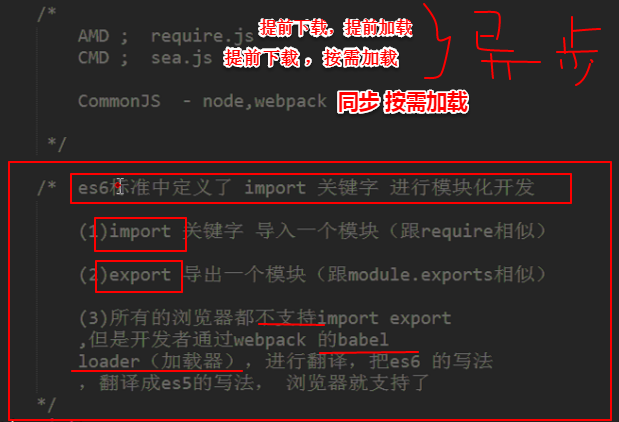 /*
AMD ; require.js 提前下载，提前加载
CMD ; sea.js 提前下载 ，按需加载
异步
CommonJS - node,webpack 同步 按需加载
*/
/* es6标准中定义了 import 关键字 进行模块化开发
(1)import 关键字 导入一个模块（跟require相似）
(2)export 导出一个模块（跟module.exports相似）
(3)所有的浏览器都不支持import export
,但是开发者通过webpack 的babel
loader（加载器），进行翻译，把es6 的写法
，翻译成es5的写法， 浏览器就支持了
*/